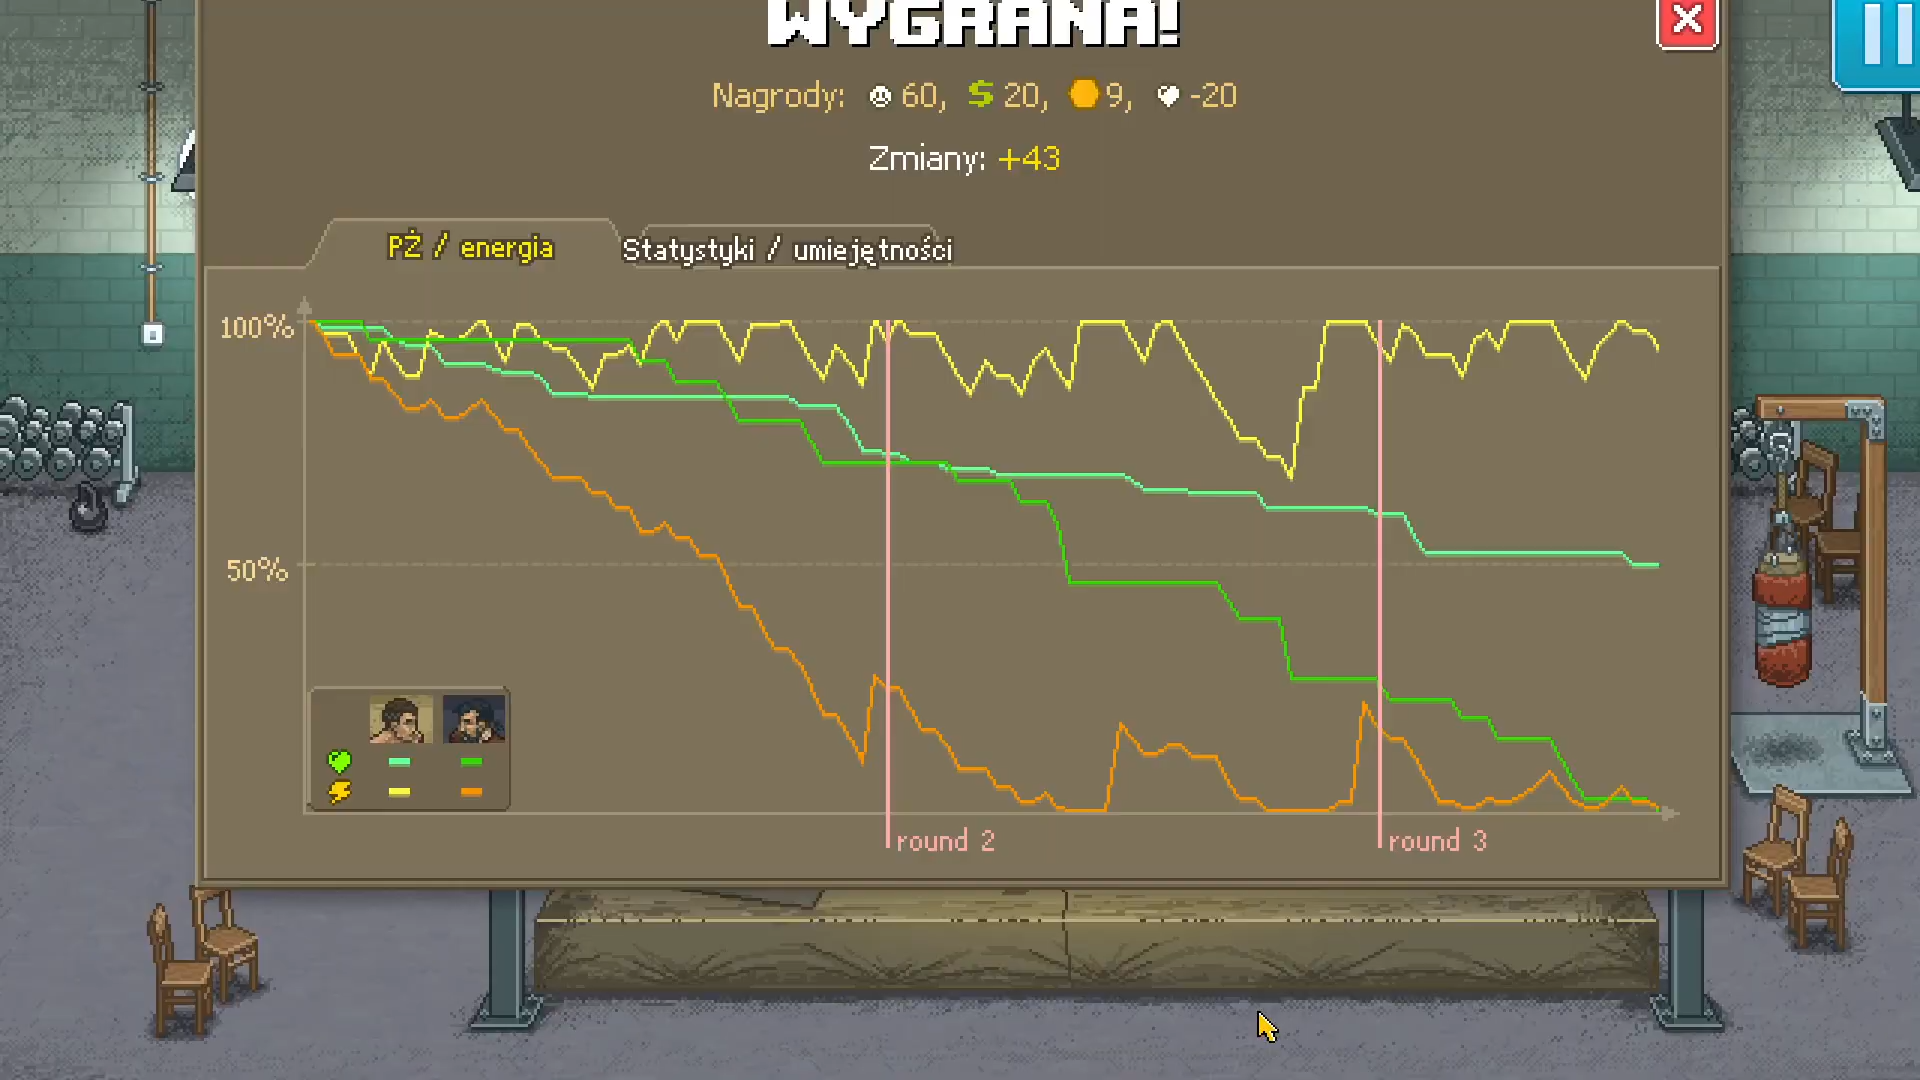 WYGRANA!
Nagrody: 60, $ 20, 9, -20
Zmiany: +43
PŻ / energia
Statystyki / umiejętności
100%
50%
round 2
round 3